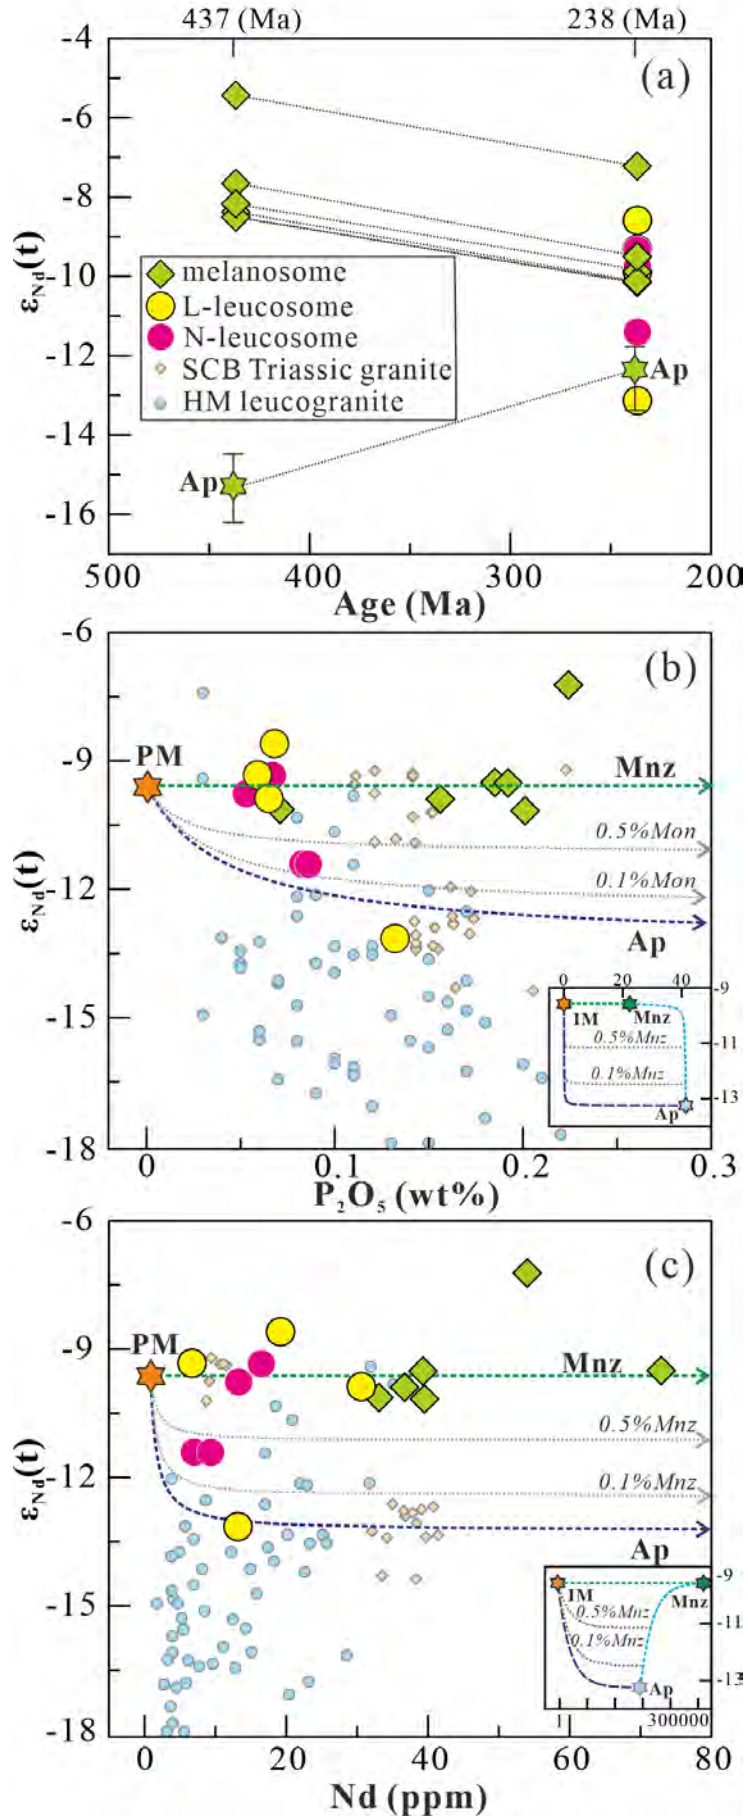 437 (Ma) 238 (Ma)
-4
(a)
-6
-8
-10
-12
-14
-16
εNd(t)
melanosome
L-leucosome
N-leucosome
SCB Triassic granite
HM leucogranite
Ap
Ap
500 400 300 200
Age (Ma)
-6
(b)
PM
-9
Mnz
0.5%Mon
0.1%Mon
-12
Ap
εNd(t)
-15
0 20 40
-9
IM Mnz
0.5%Mnz
-11
0.1%Mnz
-13
Ap
-18
0 0.1 0.2 0.3
P₂O₅ (wt%)
-6
(c)
PM
-9
Mnz
0.5%Mnz
-12
0.1%Mnz
Ap
εNd(t)
-15
-9
IM Mnz
0.5%Mnz
-11
0.1%Mnz
-13
Ap
1 300000
-18
0 20 40 60 80
Nd (ppm)